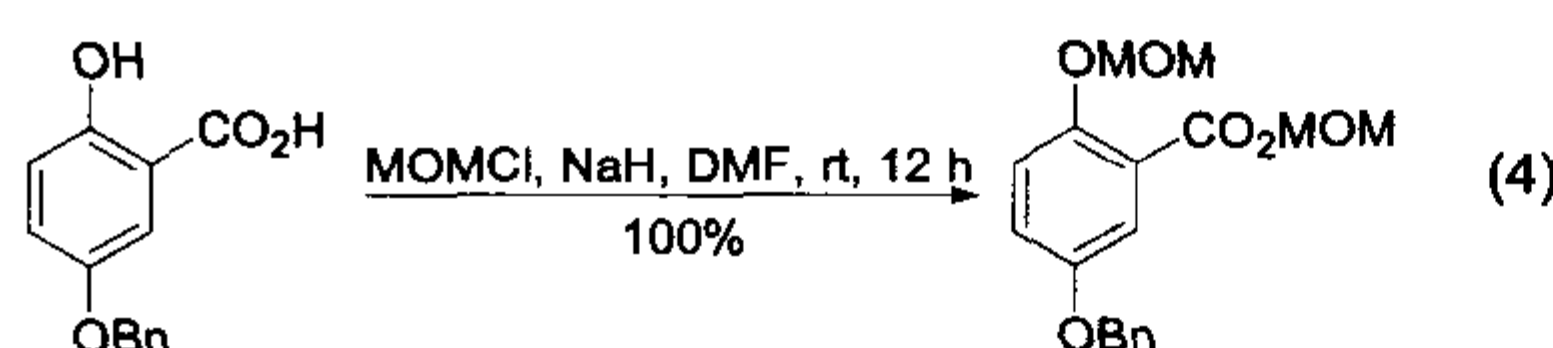 OH
CO₂H
OBn
MOMCl, NaH, DMF, rt, 12 h
100%
OMOM
CO₂MOM
OBn
(4)